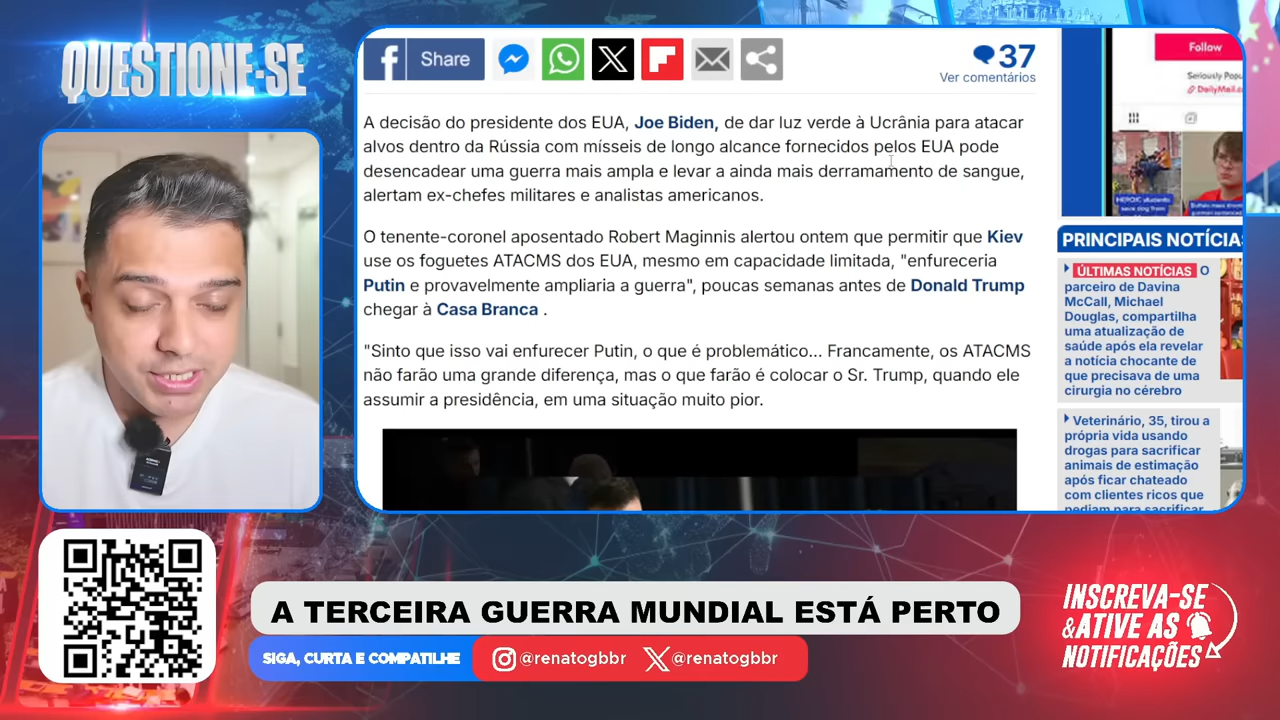 QUESTIONE-SE
Share
37
Ver comentários
A decisão do presidente dos EUA, Joe Biden, de dar luz verde à Ucrânia para atacar
alvos dentro da Rússia com mísseis de longo alcance fornecidos pelos EUA pode
desencadear uma guerra mais ampla e levar a ainda mais derramamento de sangue,
alertam ex-chefes militares e analistas americanos.
O tenente-coronel aposentado Robert Maginnis alertou ontem que permitir que Kiev
use os foguetes ATACMS dos EUA, mesmo em capacidade limitada, "enfureceria
Putin e provavelmente ampliaria a guerra", poucas semanas antes de Donald Trump
chegar à Casa Branca .
"Sinto que isso vai enfurecer Putin, o que é problemático... Francamente, os ATACMS
não farão uma grande diferença, mas o que farão é colocar o Sr. Trump, quando ele
assumir a presidência, em uma situação muito pior.
Follow
Seriously Popu
DailyMail.c
HEROIC students
PRINCIPAIS NOTÍCIA
ÚLTIMAS NOTÍCIAS O
parceiro de Davina
McCall, Michael
Douglas, compartilha
uma atualização de
saúde após ela revelar
a notícia chocante de
que precisava de uma
cirurgia no cérebro
Veterinário, 35, tirou a
própria vida usando
drogas para sacrificar
animais de estimação
após ficar chateado
com clientes ricos que
pediam para sacrificar
A TERCEIRA GUERRA MUNDIAL ESTÁ PERTO
SIGA, CURTA E COMPATILHE
@renatogbbr
@renatogbbr
INSCREVA-SE
&ATIVE AS
NOTIFICAÇÕES